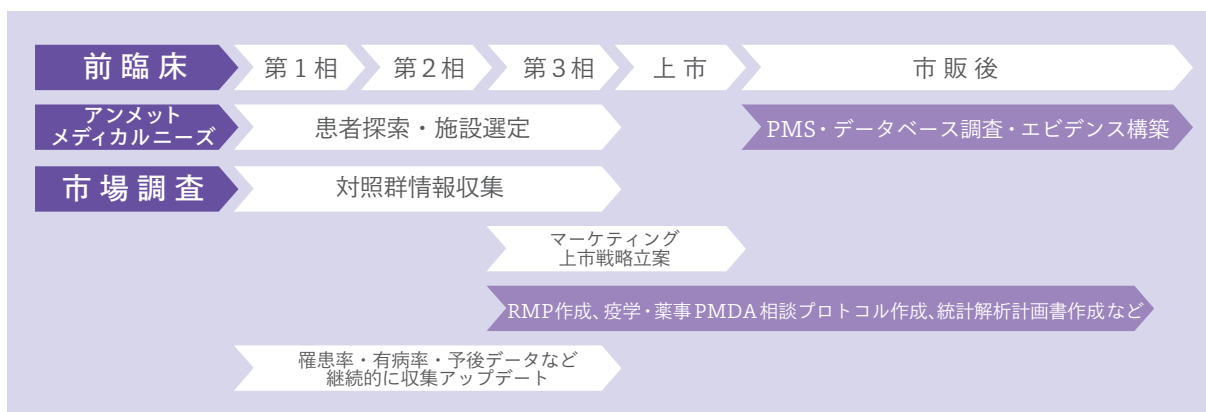 前臨床
第1相
第2相
第3相
上市
市販後
アンメット
メディカルニーズ
患者探索・施設選定
PMS・データベース調査・エビデンス構築
市場調査
対照群情報収集
マーケティング
上市戦略立案
RMP作成、疫学・薬事PMDA相談プロトコル作成、統計解析計画書作成など
罹患率・有病率・予後データなど
継続的に収集アップデート